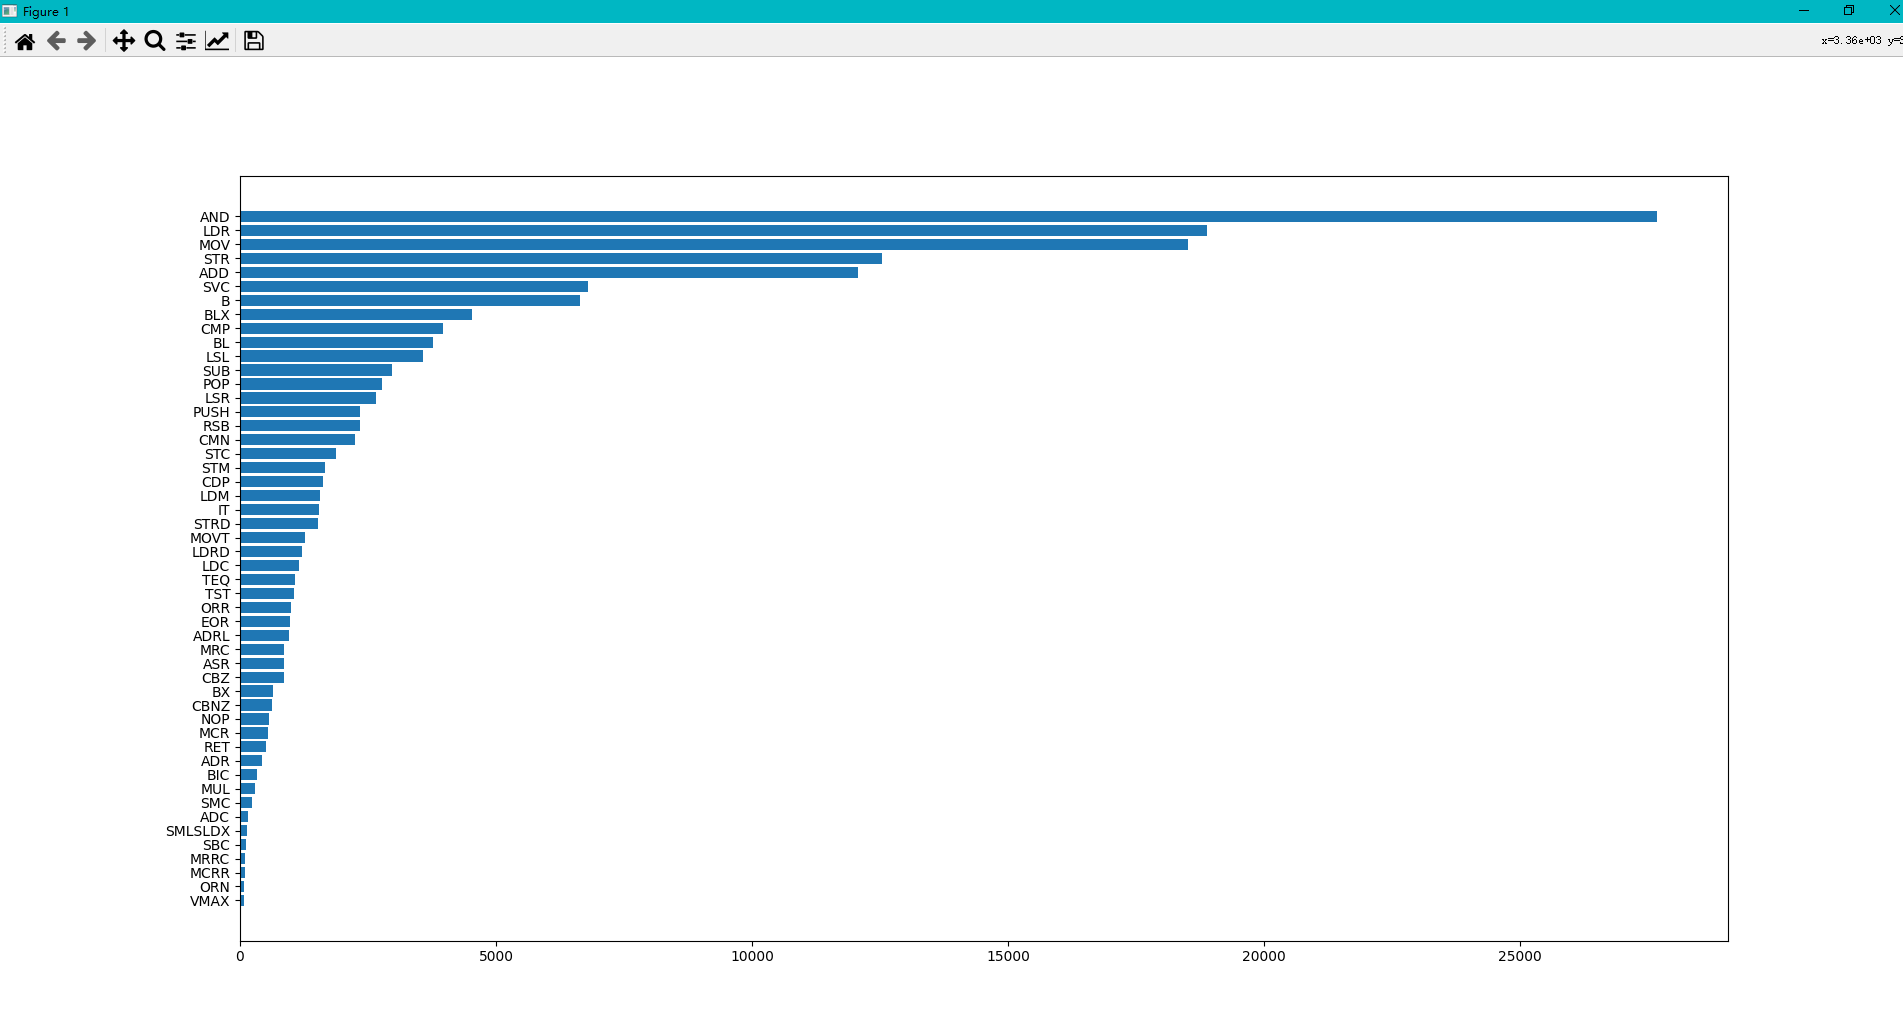 Figure 1
x=3.36e+03 y=
AND
LDR
MOV
STR
ADD
SVC
B
BLX
CMP
BL
LSL
SUB
POP
LSR
PUSH
RSB
CMN
STC
STM
CDP
LDM
IT
STRD
MOVT
LDRD
LDC
TEQ
TST
ORR
EOR
ADRL
MRC
ASR
CBZ
BX
CBNZ
NOP
MCR
RET
ADR
BIC
MUL
SMC
ADC
SMLSLDX
SBC
MRRC
MCRR
ORN
VMAX
0 5000 10000 15000 20000 25000